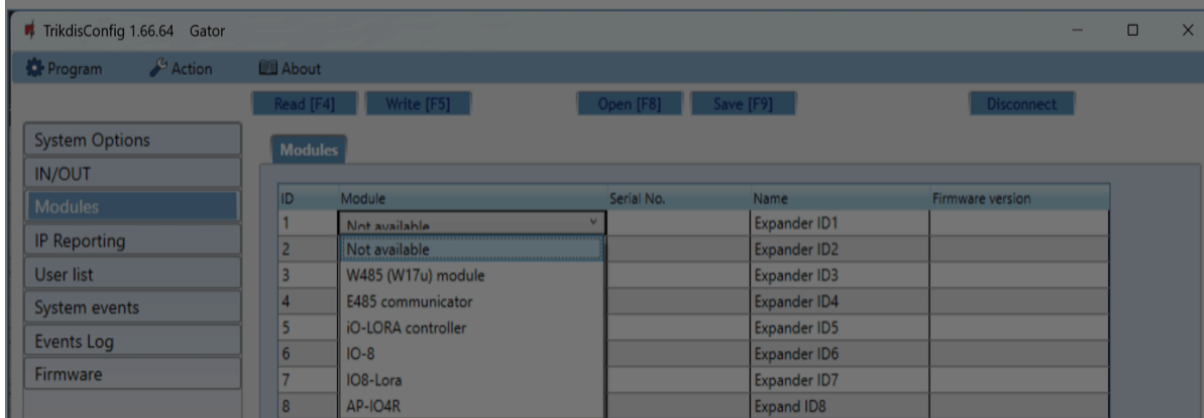 TrikdisConfig 1.66.64 Gator
Program Action About
Read [F4] Write [F5] Open [F8] Save [F9] Disconnect
System Options
IN/OUT
Modules
IP Reporting
User list
System events
Events Log
Firmware
Modules
ID Module Serial No. Name Firmware version
1 Not available Expander ID1
2 Not available Expander ID2
3 W485 (W17u) module Expander ID3
4 E485 communicator Expander ID4
5 iO-LORA controller Expander ID5
6 IO-8 Expander ID6
7 IO8-Lora Expander ID7
8 AP-IO4R Expand ID8